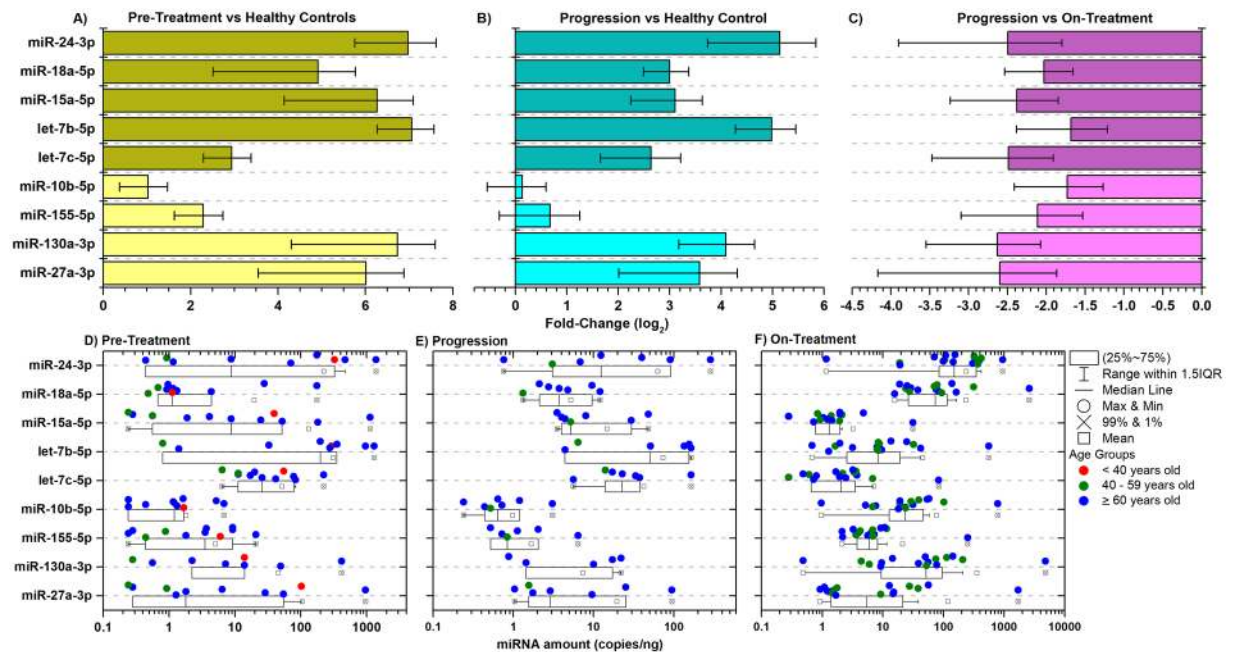 A) Pre-Treatment vs Healthy Controls
B) Progression vs Healthy Control
C) Progression vs On-Treatment
miR-24-3p
miR-18a-5p
miR-15a-5p
let-7b-5p
let-7c-5p
miR-10b-5p
miR-155-5p
miR-130a-3p
miR-27a-3p
0 2 4 6 8
0 2 4 6
-4.5 -4.0 -3.5 -3.0 -2.5 -2.0 -1.5 -1.0 -0.5 0.0
Fold-Change (log2)
D) Pre-Treatment
E) Progression
F) On-Treatment
miR-24-3p
miR-18a-5p
miR-15a-5p
let-7b-5p
let-7c-5p
miR-10b-5p
miR-155-5p
miR-130a-3p
miR-27a-3p
0.1 1 10 100 1000
0.1 1 10 100
0.1 1 10 100 1000 10000
miRNA amount (copies/ng)
(25%~75%)
Range within 1.5IQR
Median Line
Max & Min
99% & 1%
Mean
Age Groups
< 40 years old
40 - 59 years old
≥ 60 years old